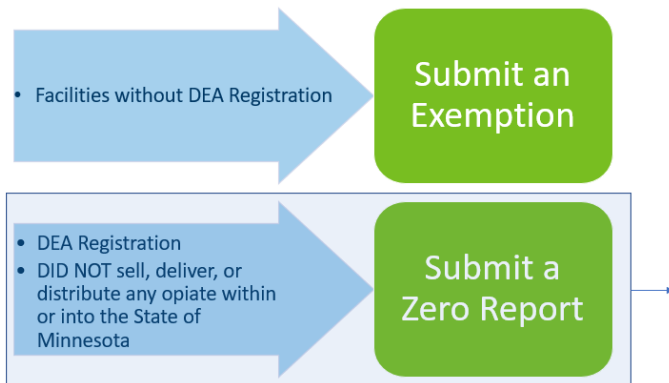 • Facilities without DEA Registration
Submit an
Exemption
• DEA Registration
• DID NOT sell, deliver, or
distribute any opiate within
or into the State of
Minnesota
Submit a
Zero Report